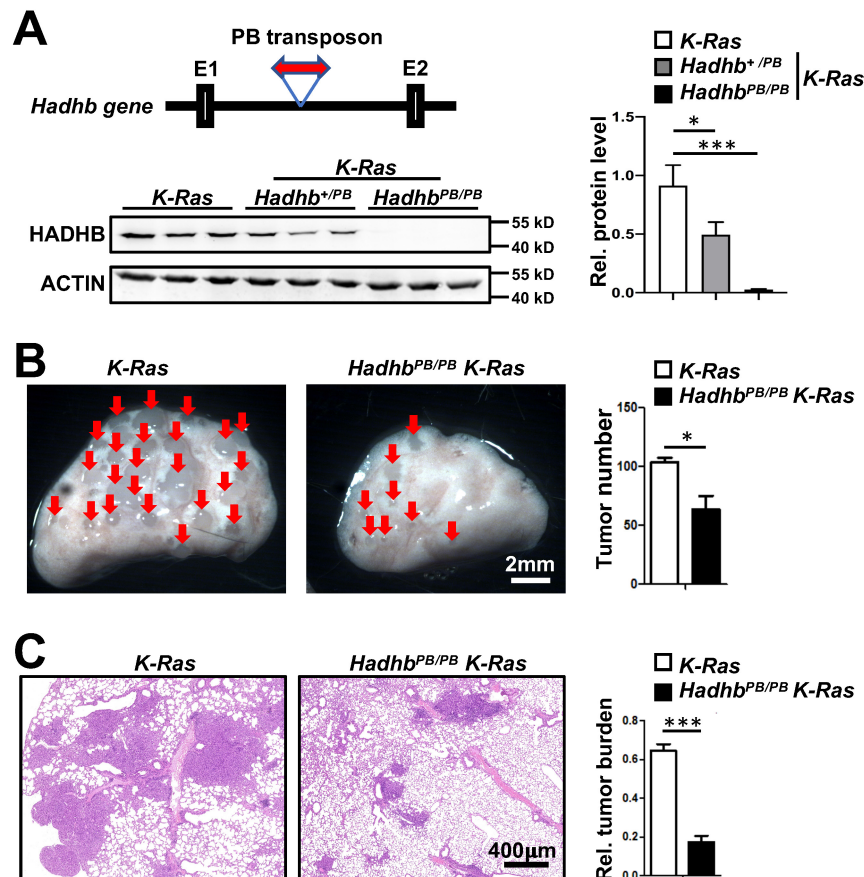 A
PB transposon
E1
E2
Hadhb gene
K-Ras
K-Ras
Hadhb+/PB
HadhbPB/PB
HADHB
55 kD
40 kD
ACTIN
55 kD
40 kD
K-Ras
Hadhb+/PB
HadhbPB/PB
K-Ras
Rel. protein level
1.5
*
***
1.0
0.5
0.0
B
K-Ras
HadhbPB/PB K-Ras
2mm
K-Ras
HadhbPB/PB K-Ras
Tumor number
150
*
100
50
0
C
K-Ras
HadhbPB/PB K-Ras
400μm
K-Ras
HadhbPB/PB K-Ras
Rel. tumor burden
0.8
***
0.6
0.4
0.2
0.0